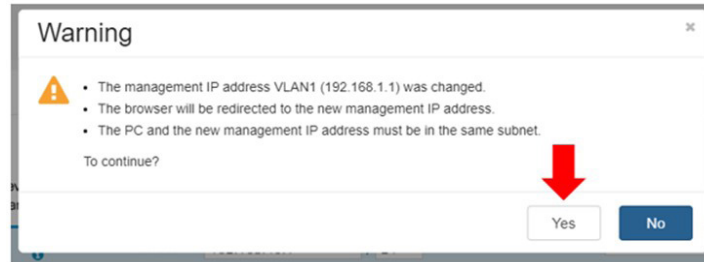 Warning
×
• The management IP address VLAN1 (192.168.1.1) was changed.
• The browser will be redirected to the new management IP address.
• The PC and the new management IP address must be in the same subnet.
To continue?
Yes
No